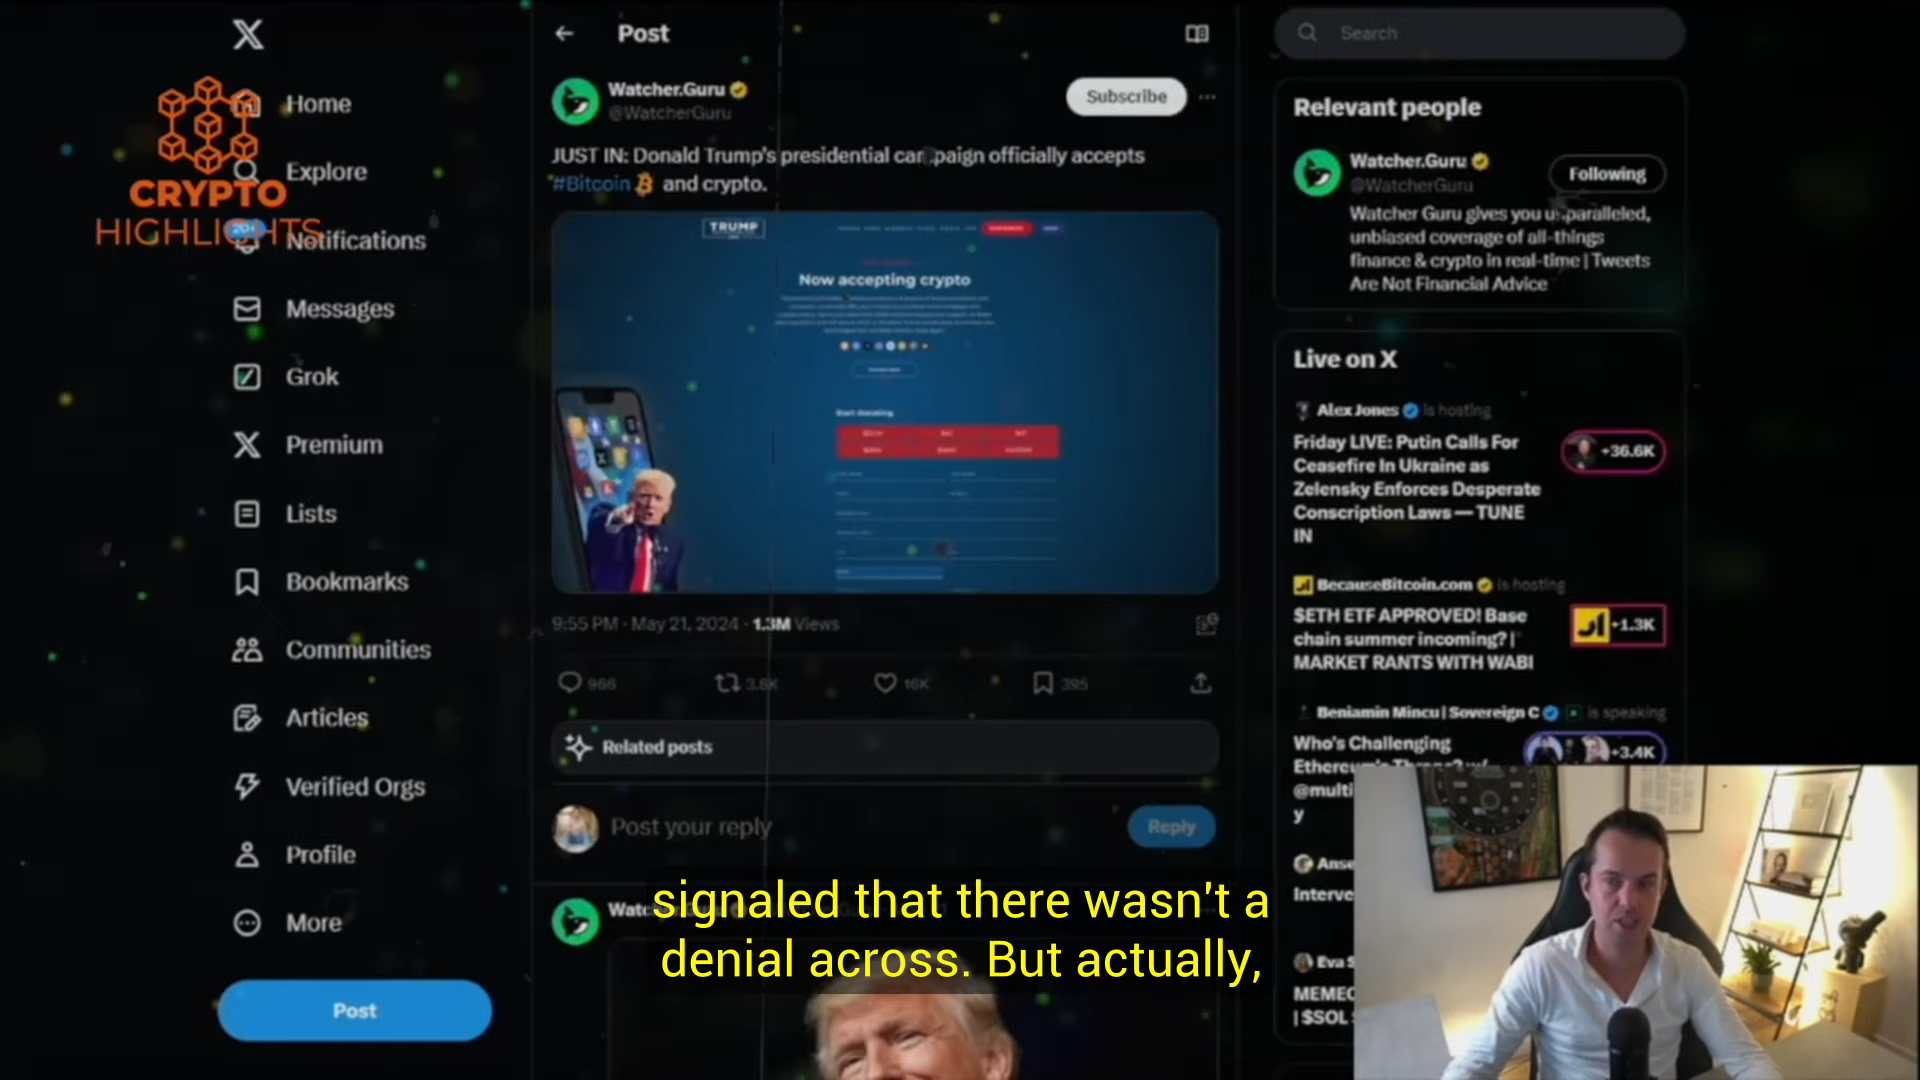 Home
Explore
Notifications
20+
Messages
Grok
Premium
Lists
Bookmarks
Communities
Articles
Verified Orgs
Profile
More
Post
CRYPTO
HIGHLIGHTS
Post
Watcher.Guru
@WatcherGuru
Subscribe
JUST IN: Donald Trump's presidential campaign officially accepts
#Bitcoin and crypto.
TRUMP
Now accepting crypto
Start donating
9:55 PM · May 21, 2024 · 1.3M Views
966
3.8K
16K
395
Related posts
Post your reply
Reply
signaled that there wasn't a
denial across. But actually,
Search
Relevant people
Watcher.Guru
@WatcherGuru
Following
Watcher Guru gives you unparalleled,
unbiased coverage of all-things
finance & crypto in real-time | Tweets
Are Not Financial Advice
Live on X
Alex Jones is hosting
Friday LIVE: Putin Calls For
Ceasefire In Ukraine as
Zelensky Enforces Desperate
Conscription Laws — TUNE
IN
+36.6K
BecauseBitcoin.com is hosting
$ETH ETF APPROVED! Base
chain summer incoming? |
MARKET RANTS WITH WABI
+1.3K
Beniamin Mincu | Sovereign C is speaking
Who's Challenging
+3.4K
@multi
y
Anse
Interve
Eva S
MEMEC
| $SOL